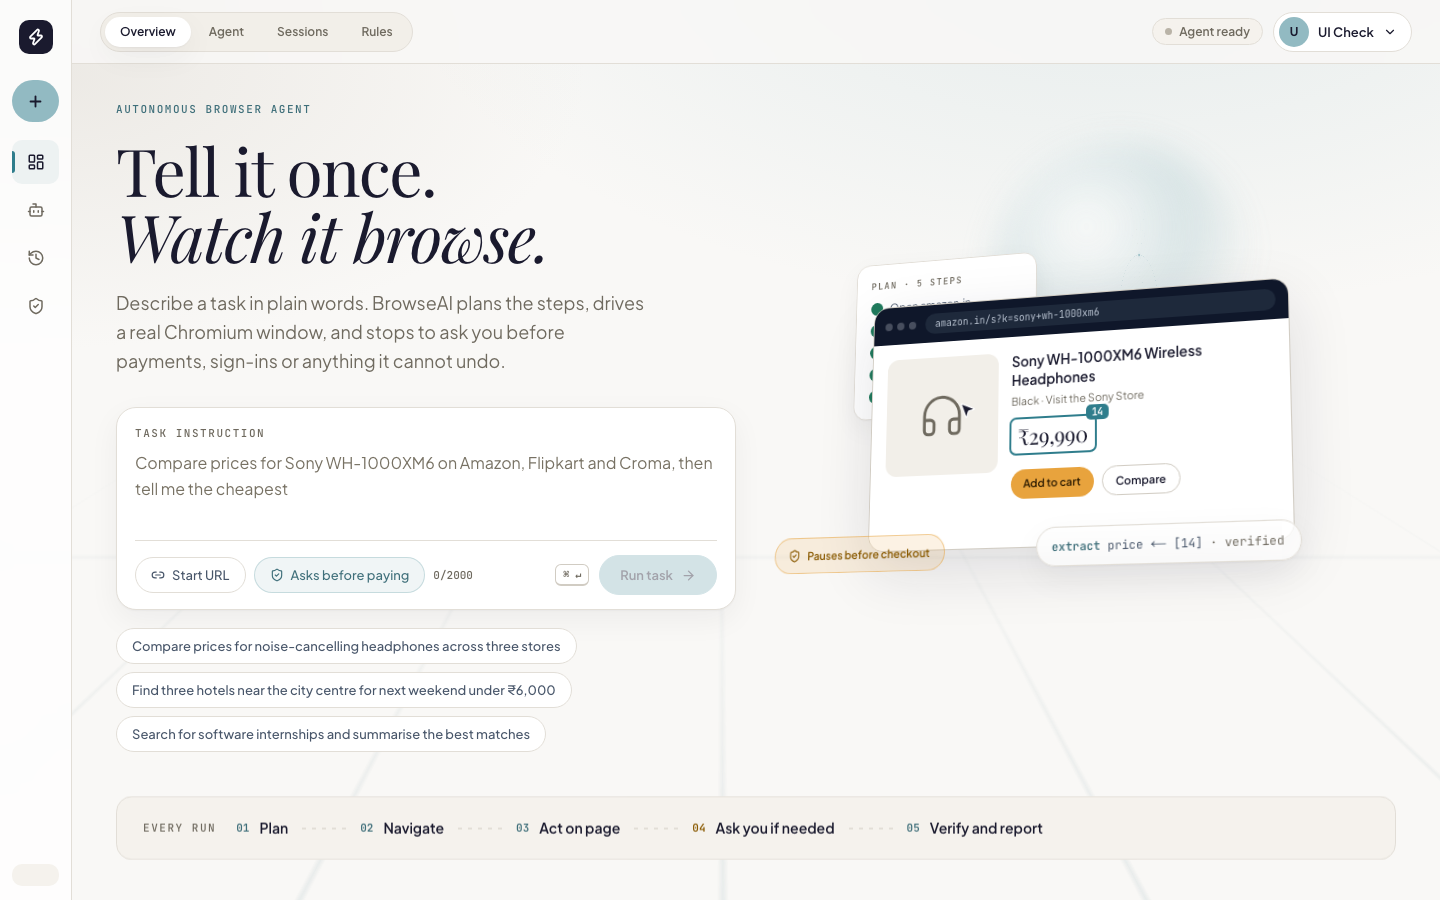 Overview
Agent
Sessions
Rules
Agent ready
U
UI Check
AUTONOMOUS BROWSER AGENT
Tell it once.
Watch it browse.
Describe a task in plain words. BrowseAI plans the steps, drives
a real Chromium window, and stops to ask you before
payments, sign-ins or anything it cannot undo.
TASK INSTRUCTION
Compare prices for Sony WH-1000XM6 on Amazon, Flipkart and Croma, then
tell me the cheapest
Start URL
Asks before paying
0/2000
⌘ ↵
Run task →
Compare prices for noise-cancelling headphones across three stores
Find three hotels near the city centre for next weekend under ₹6,000
Search for software internships and summarise the best matches
PLAN · 5 STEPS
amazon.in/s?k=sony+wh-1000xm6
Sony WH-1000XM6 Wireless
Headphones
Black · Visit the Sony Store
14
₹29,990
Add to cart
Compare
Pauses before checkout
extract price ⟵ [14] · verified
EVERY RUN
01 Plan
02 Navigate
03 Act on page
04 Ask you if needed
05 Verify and report